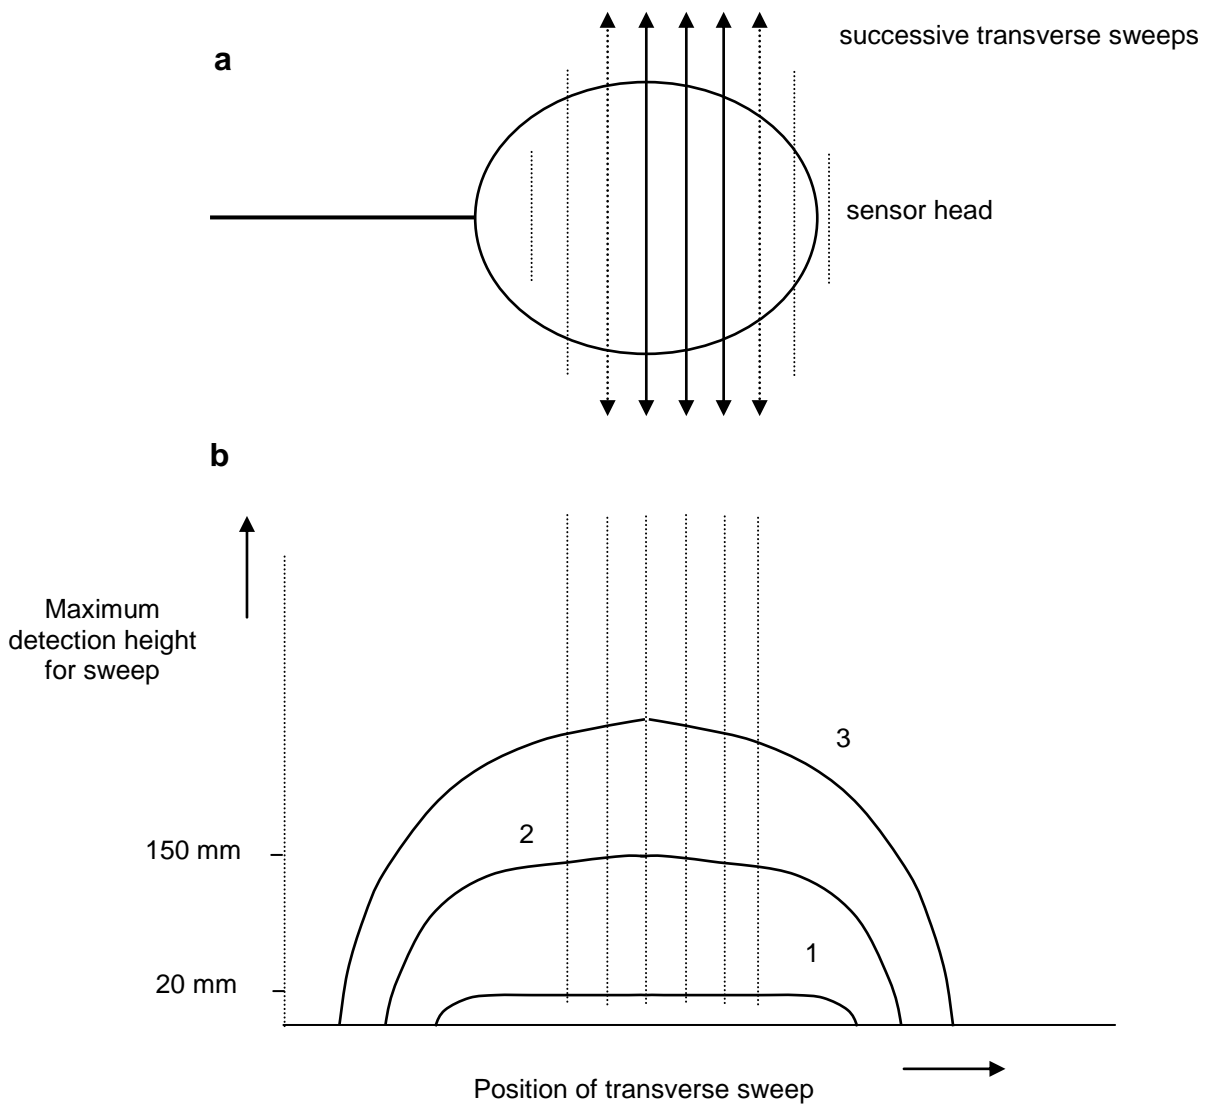 a
successive transverse sweeps
sensor head
b
Maximum
detection height
for sweep
3
2
150 mm
1
20 mm
Position of transverse sweep